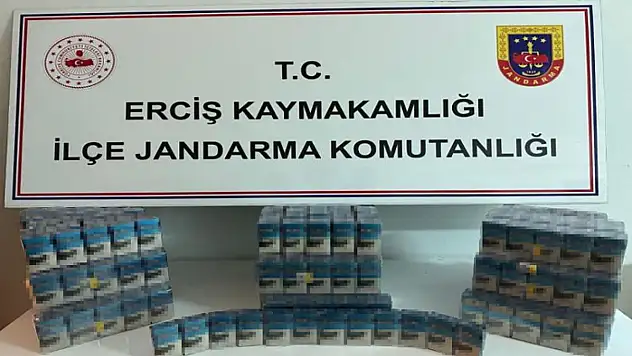 T.C.
ERCİŞ KAYMAKAMLIĞI
İLÇE JANDARMA KOMUTANLIĞI
JANDARMA